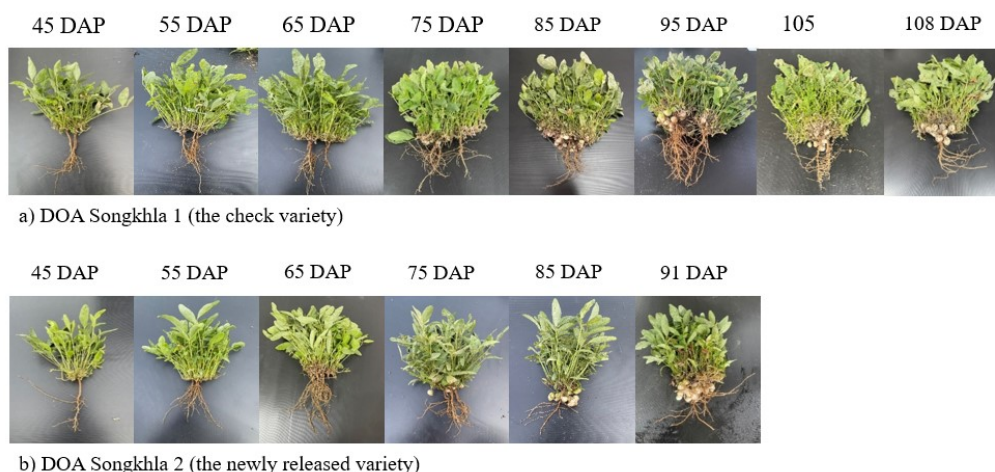 45 DAP 55 DAP 65 DAP 75 DAP 85 DAP 95 DAP 105 108 DAP
a) DOA Songkhla 1 (the check variety)
45 DAP 55 DAP 65 DAP 75 DAP 85 DAP 91 DAP
b) DOA Songkhla 2 (the newly released variety)